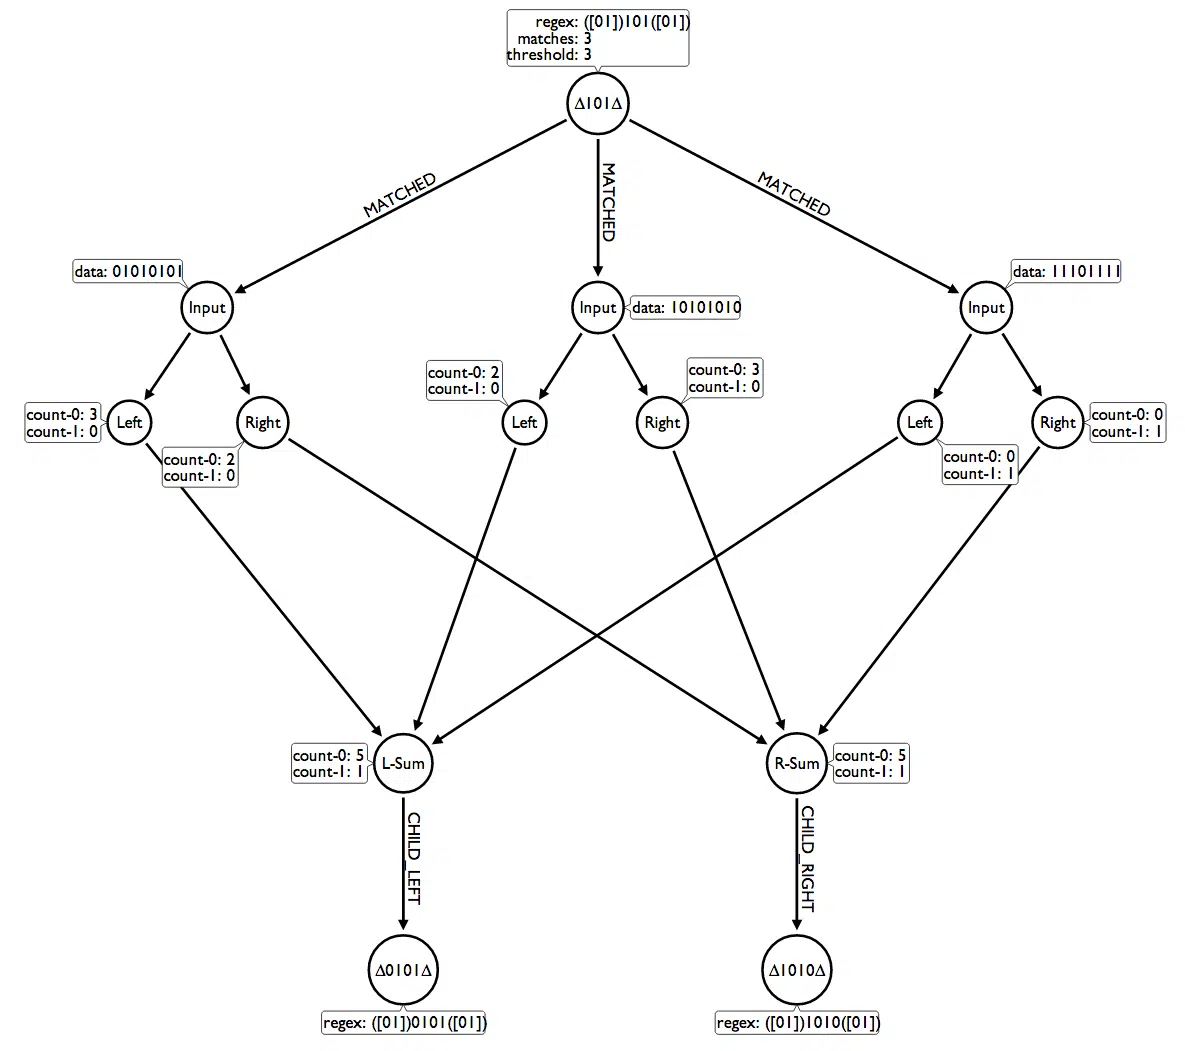 regex: ([01])101([01])
matches: 3
threshold: 3
Δ101Δ
MATCHED
MATCHED
MATCHED
data: 01010101
Input
Input
data: 10101010
data: 11101111
Input
count-0: 3
count-1: 0
Left
Right
count-0: 2
count-1: 0
count-0: 2
count-1: 0
Left
count-0: 3
count-1: 0
Right
Left
count-0: 0
count-1: 1
Right
count-0: 0
count-1: 1
count-0: 5
count-1: 1
L-Sum
R-Sum
count-0: 5
count-1: 1
CHILD_LEFT
CHILD_RIGHT
Δ0101Δ
Δ1010Δ
regex: ([01])0101([01])
regex: ([01])1010([01])